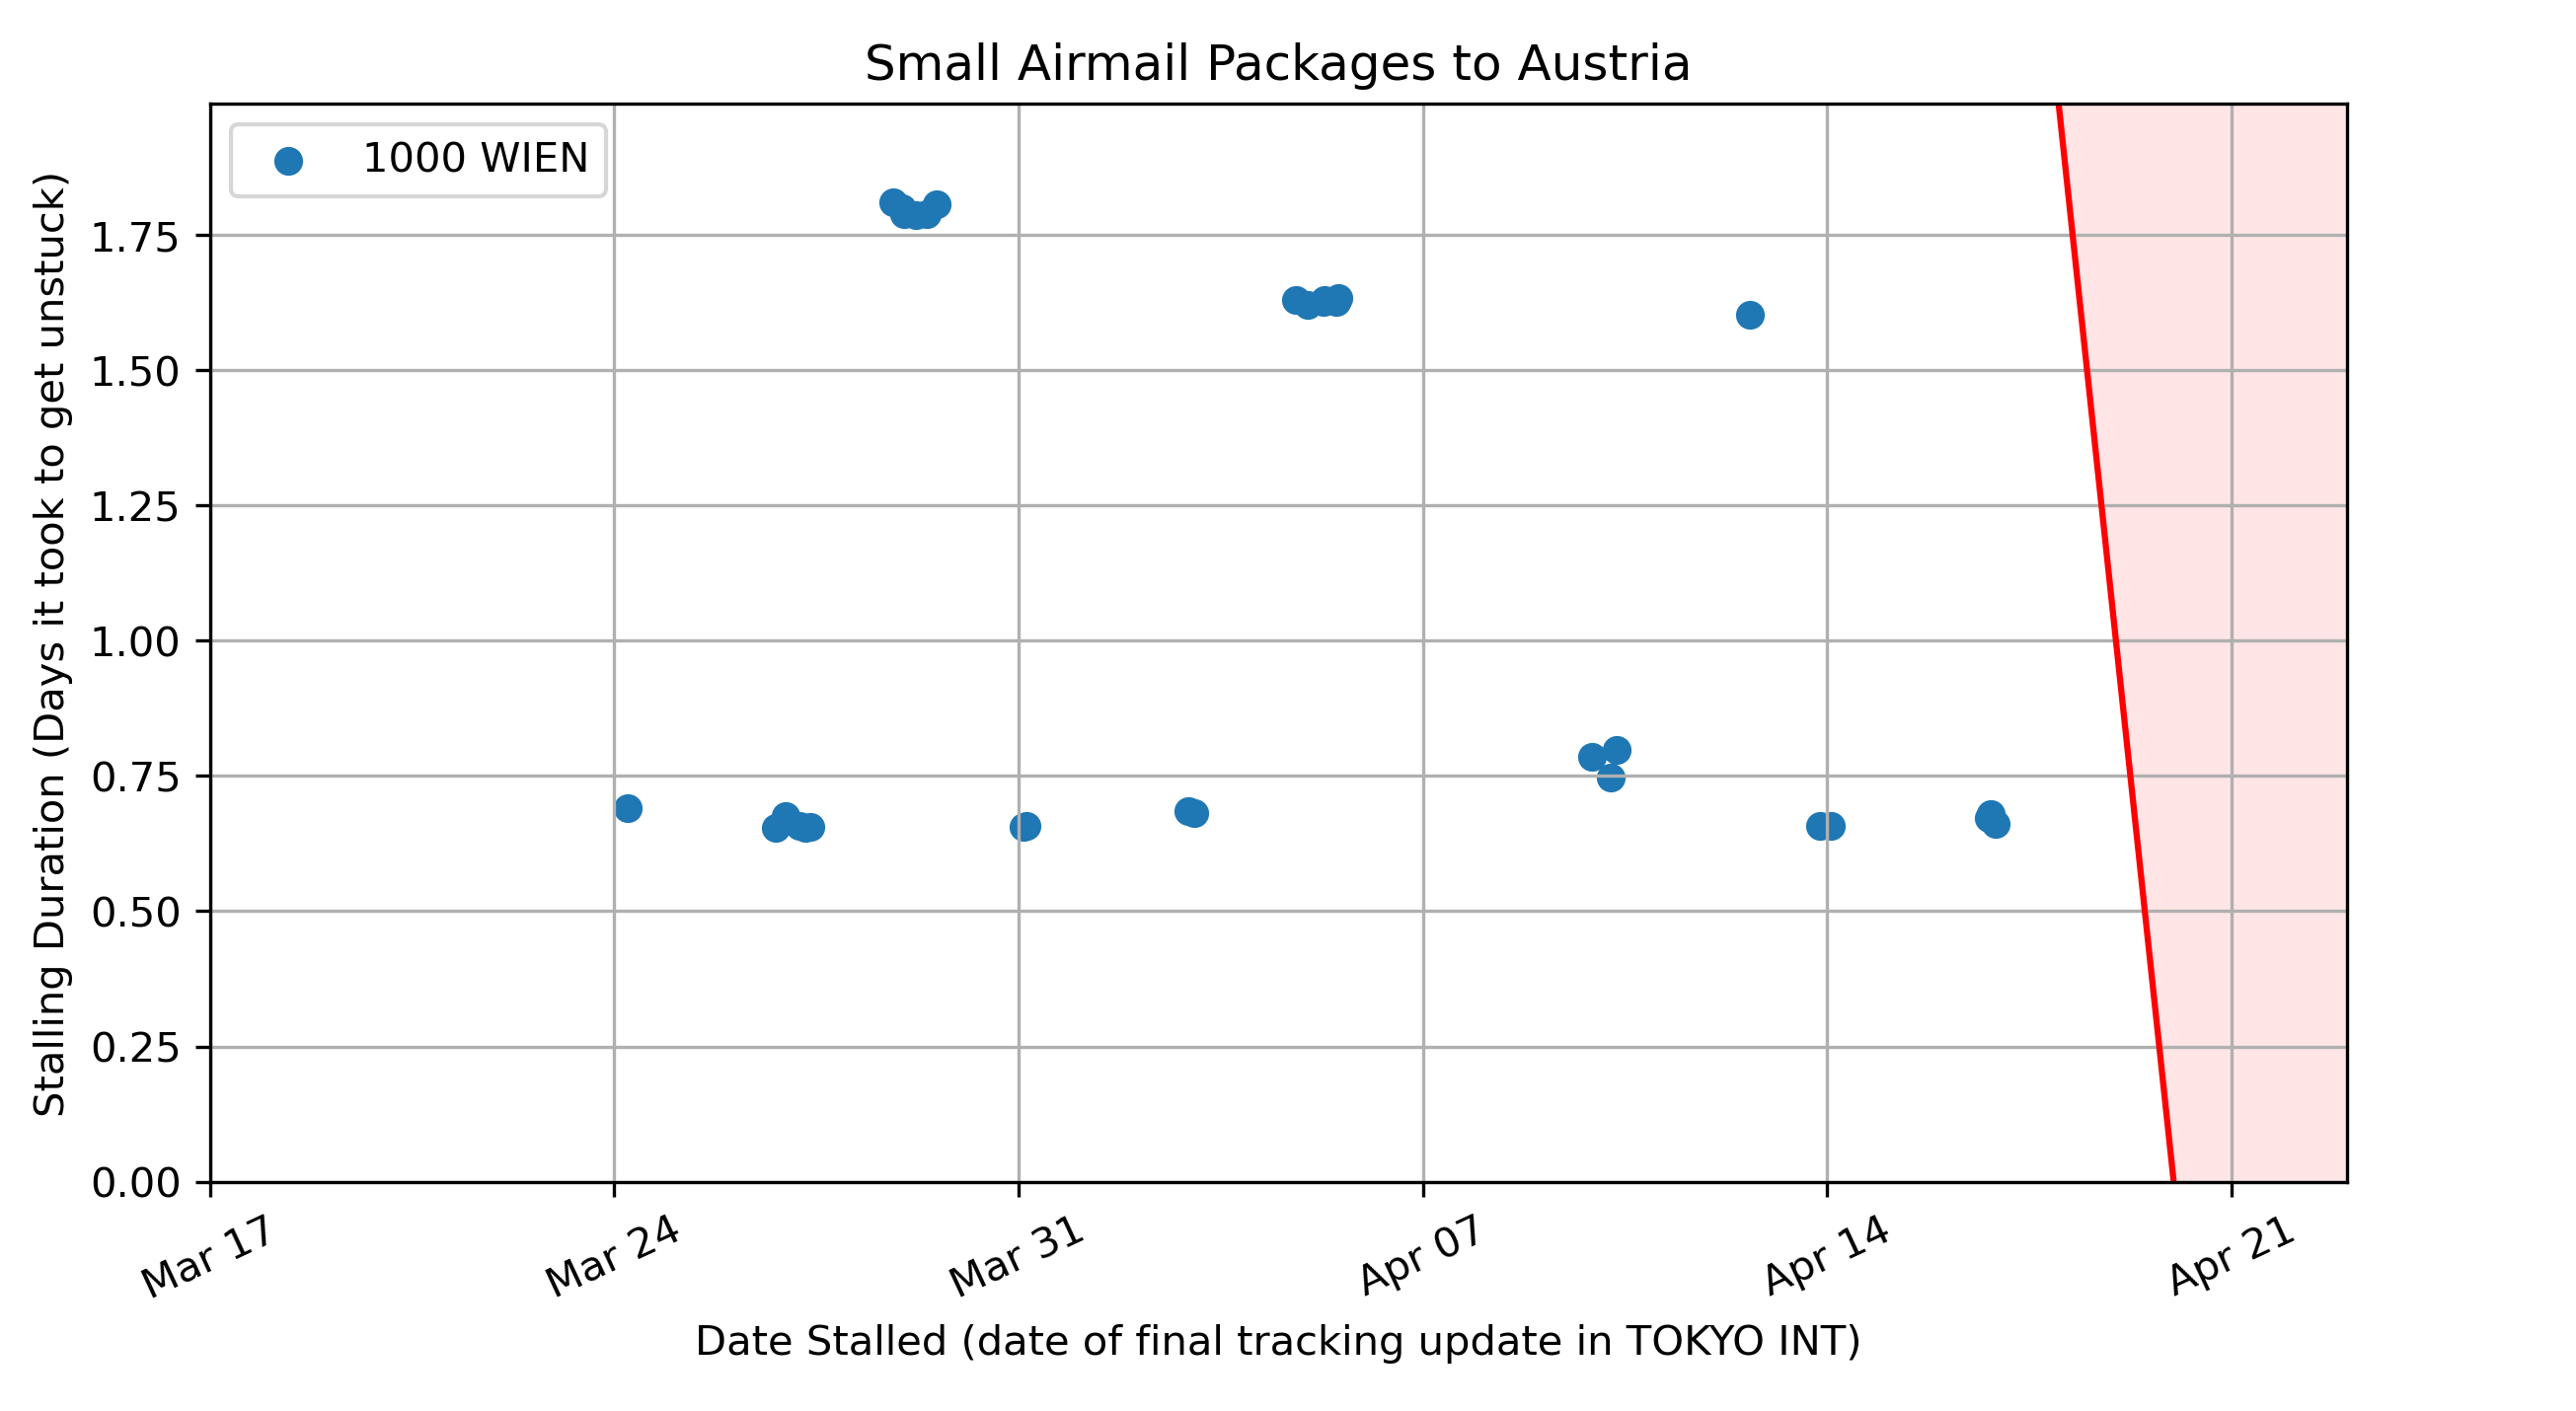 Small Airmail Packages to Austria
1000 WIEN
Stalling Duration (Days it took to get unstuck)
1.75
1.50
1.25
1.00
0.75
0.50
0.25
0.00
Mar 17
Mar 24
Mar 31
Apr 07
Apr 14
Apr 21
Date Stalled (date of final tracking update in TOKYO INT)